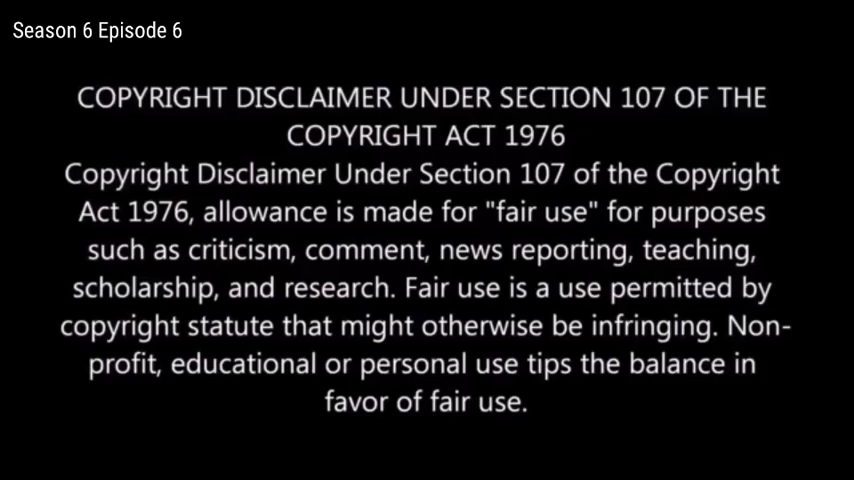 Season 6 Episode 6
COPYRIGHT DISCLAIMER UNDER SECTION 107 OF THE
COPYRIGHT ACT 1976
Copyright Disclaimer Under Section 107 of the Copyright
Act 1976, allowance is made for "fair use" for purposes
such as criticism, comment, news reporting, teaching,
scholarship, and research. Fair use is a use permitted by
copyright statute that might otherwise be infringing. Non-
profit, educational or personal use tips the balance in
favor of fair use.